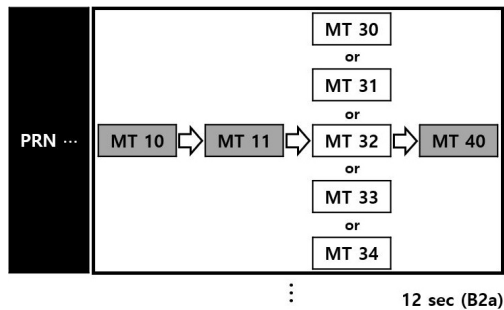 MT 30
or
MT 31
or
PRN ··· MT 10 MT 11 MT 32 MT 40
or
MT 33
or
MT 34
⋮
12 sec (B2a)